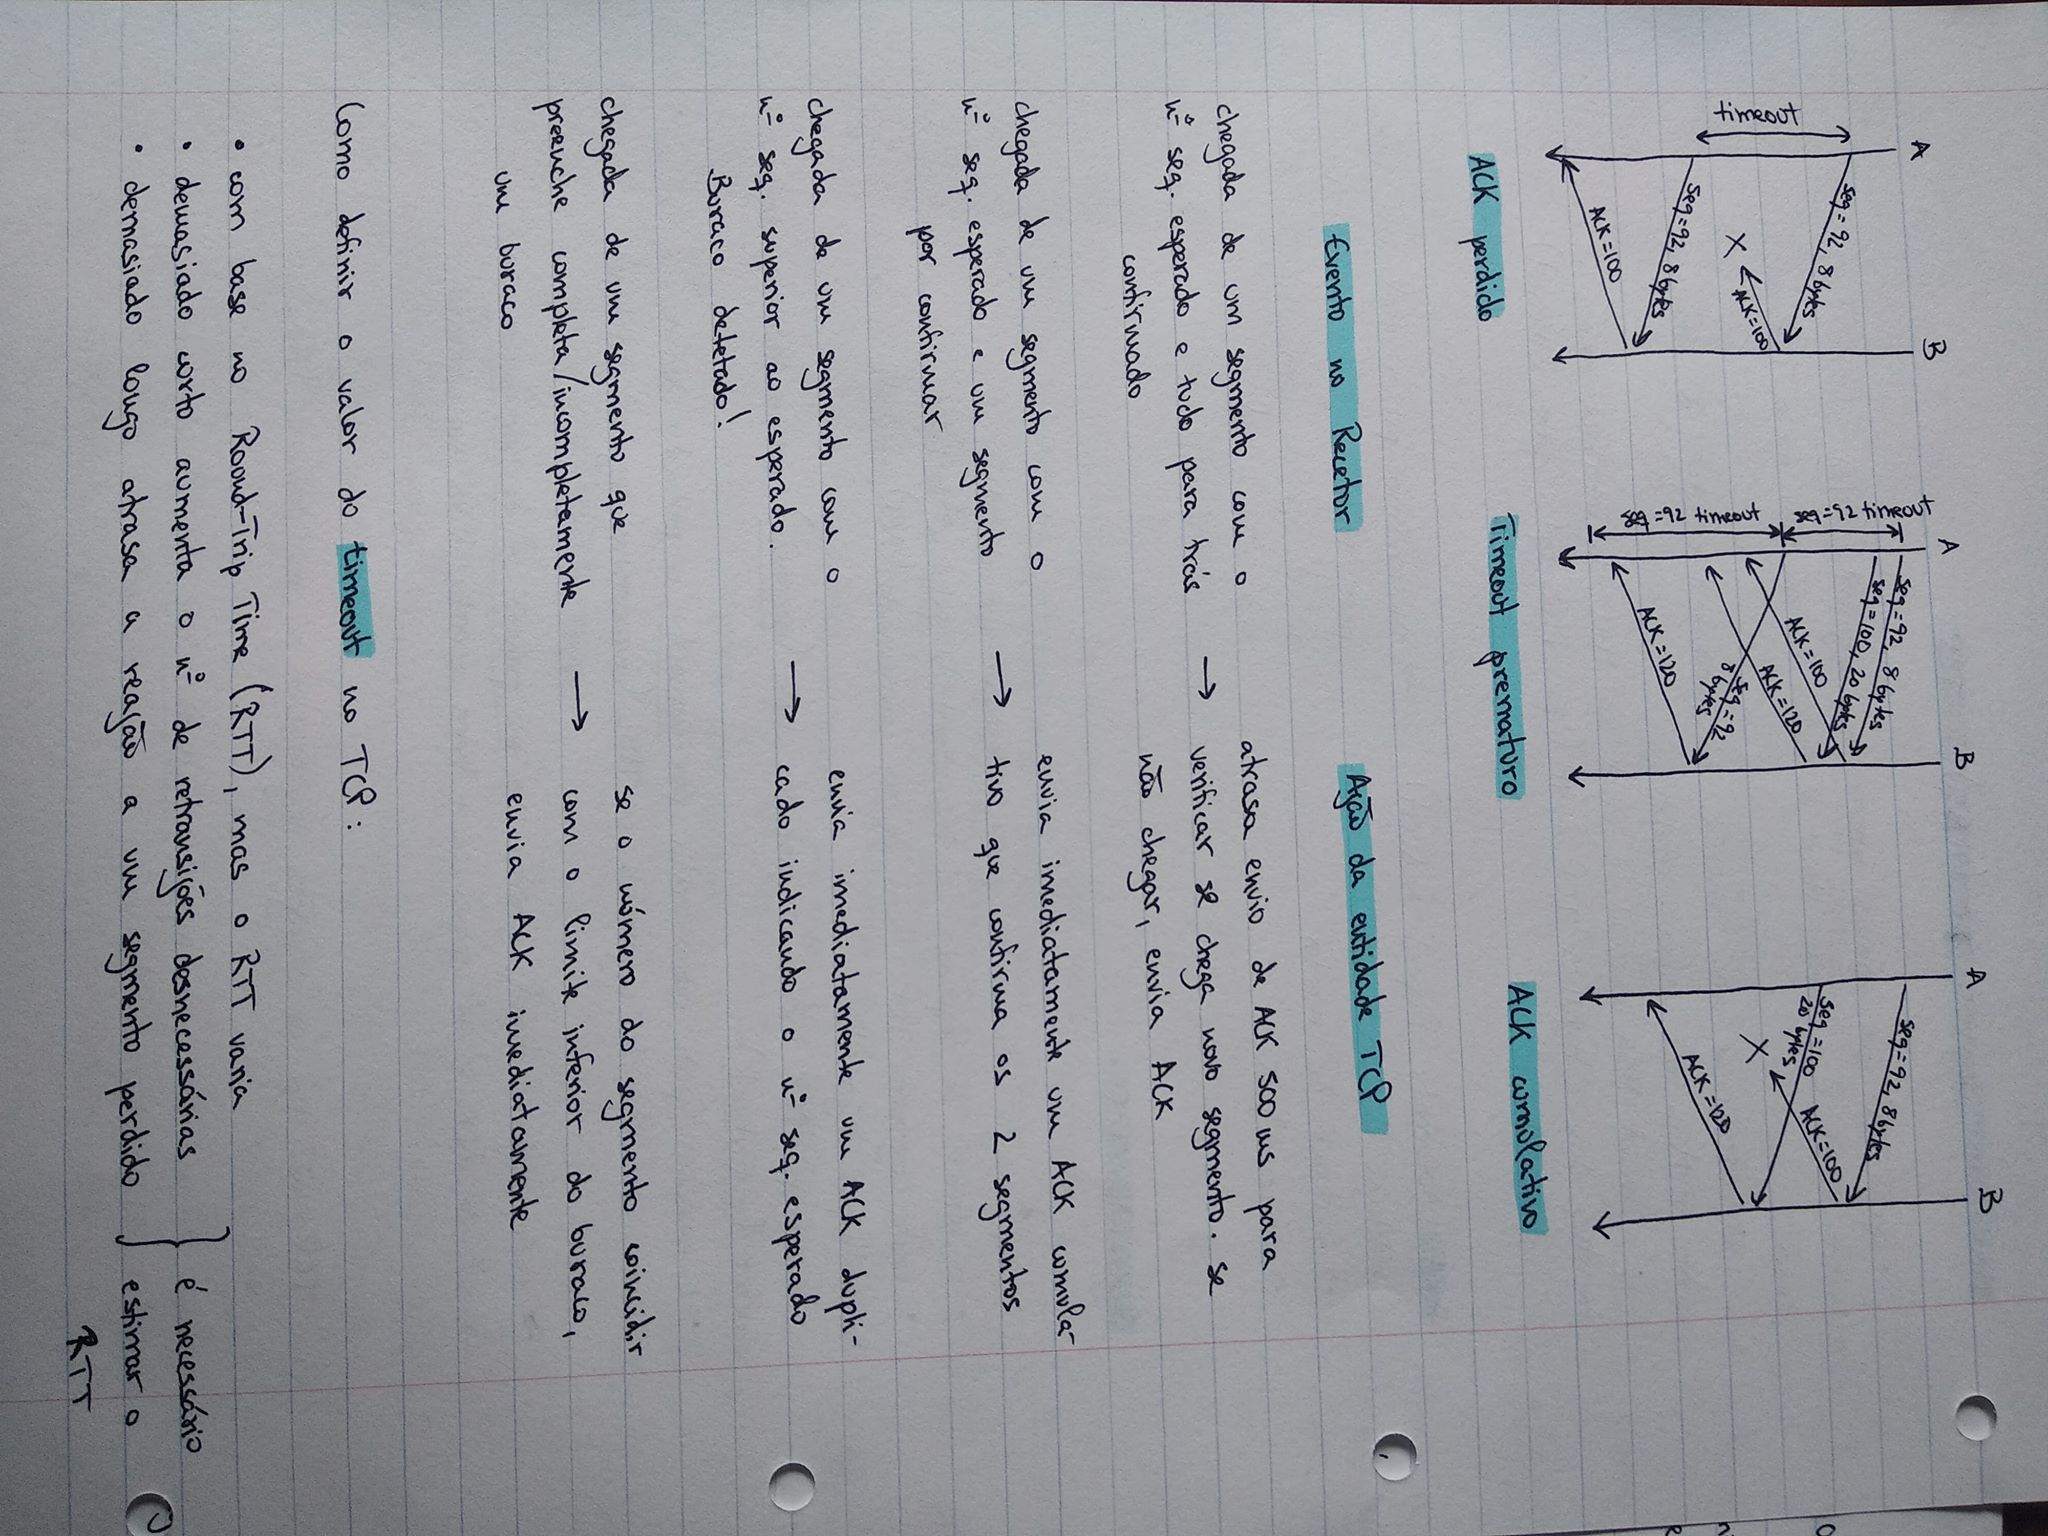 A B
seq=92, 8 bytes
timeout
ACK=100
X
seq=92, 8 bytes
ACK=100
ACK perdido
A B
seq=92 timeout
seq=92, 8 bytes
seq=100, 20 bytes
ACK=100
ACK=120
seq=92 timeout
seq=92
8 bytes
ACK=120
Timeout prematuro
A B
seq=92, 8 bytes
seq=100
20 bytes
ACK=100
X
ACK=120
ACK cumulativo
Evento no Recetor
Ação da entidade TCP
chegada de um segmento com o
nº seq. esperado e tudo para trás
confirmado
→
atrasa envio de ACK 500 ms para
verificar se chega novo segmento. se
não chegar, envia ACK
chegada de um segmento com o
nº seq. esperado e um segmento
por confirmar
→
envia imediatamente um ACK cumula-
tivo que confirma os 2 segmentos
chegada de um segmento com o
nº seq. superior ao esperado.
Buraco detetado!
→
envia imediatamente um ACK dupli-
cado indicando o nº seq. esperado
chegada de um segmento que
preenche completa/incompletamente
um buraco
→
se o número do segmento coincidir
com o limite inferior do buraco,
envia ACK imediatamente
Como definir o valor do timeout no TCP:
• com base no Round-Trip Time (RTT), mas o RTT varia
• demasiado curto aumenta o nº de retransições desnecessárias
• demasiado longo atrasa a reação a um segmento perdido
} é necessário
estimar o
RTT